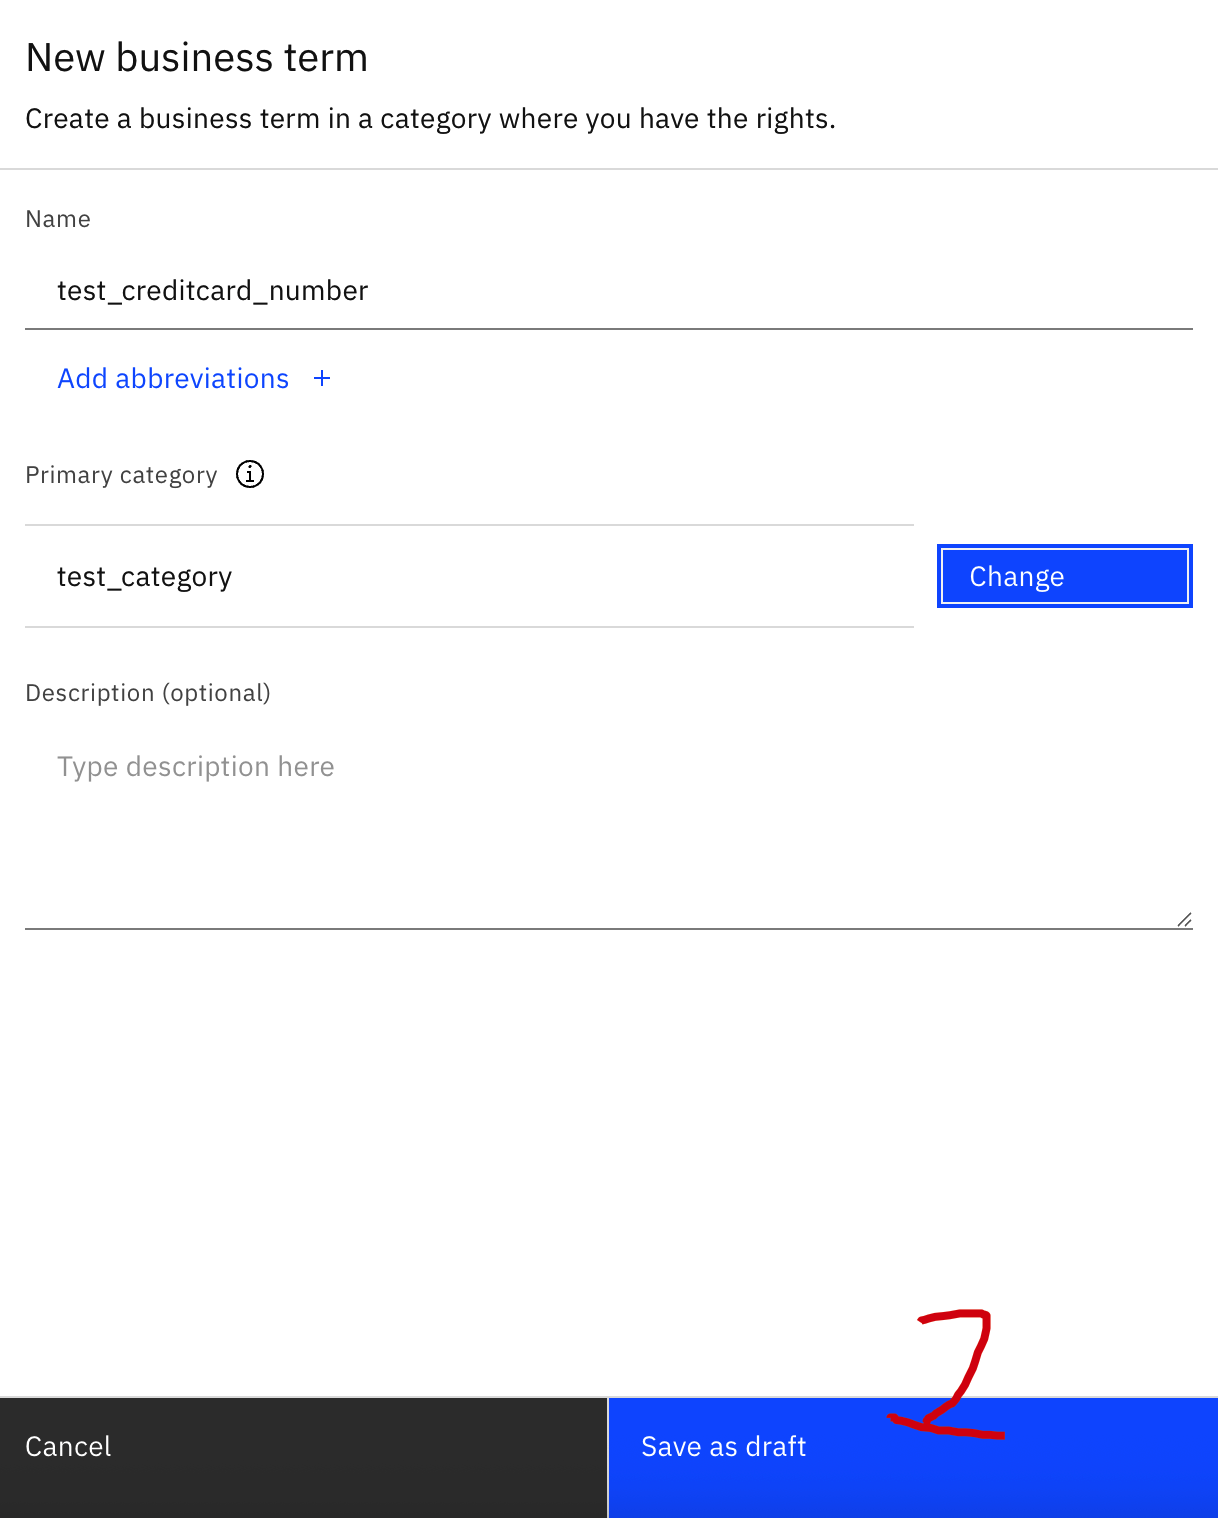 New business term
Create a business term in a category where you have the rights.
Name
test_creditcard_number
Add abbreviations +
Primary category
test_category
Change
Description (optional)
Type description here
2
Cancel
Save as draft